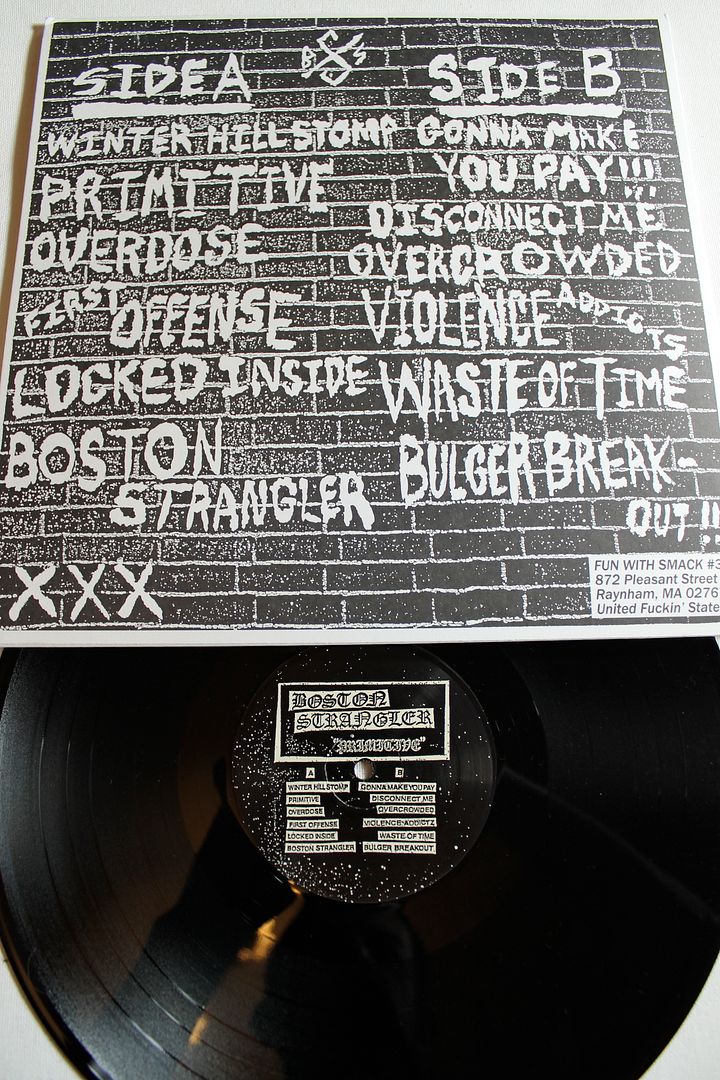 B C S
SIDE A
WINTER HILL STOMP
PRIMITIVE
OVERDOSE
FIRST OFFENSE
LOCKED INSIDE
BOSTON
STRANGLER
XXX
SIDE B
GONNA MAKE
YOU PAY!!!
DISCONNECT ME
OVERCROWDED
VIOLENCE ADDICTS
WASTE OF TIME
BULGER BREAK-
OUT!!
FUN WITH SMACK #3
872 Pleasant Street
Raynham, MA 0276
United Fuckin' State
BOSTON
STRANGLER
"PRIMITIVE"
A
WINTER HILL STOMP
PRIMITIVE
OVERDOSE
FIRST OFFENSE
LOCKED INSIDE
BOSTON STRANGLER
B
GONNA MAKE YOU PAY
DISCONNECT ME
OVERCROWDED
VIOLENCE ADDICTZ
WASTE OF TIME
BULGER BREAKOUT